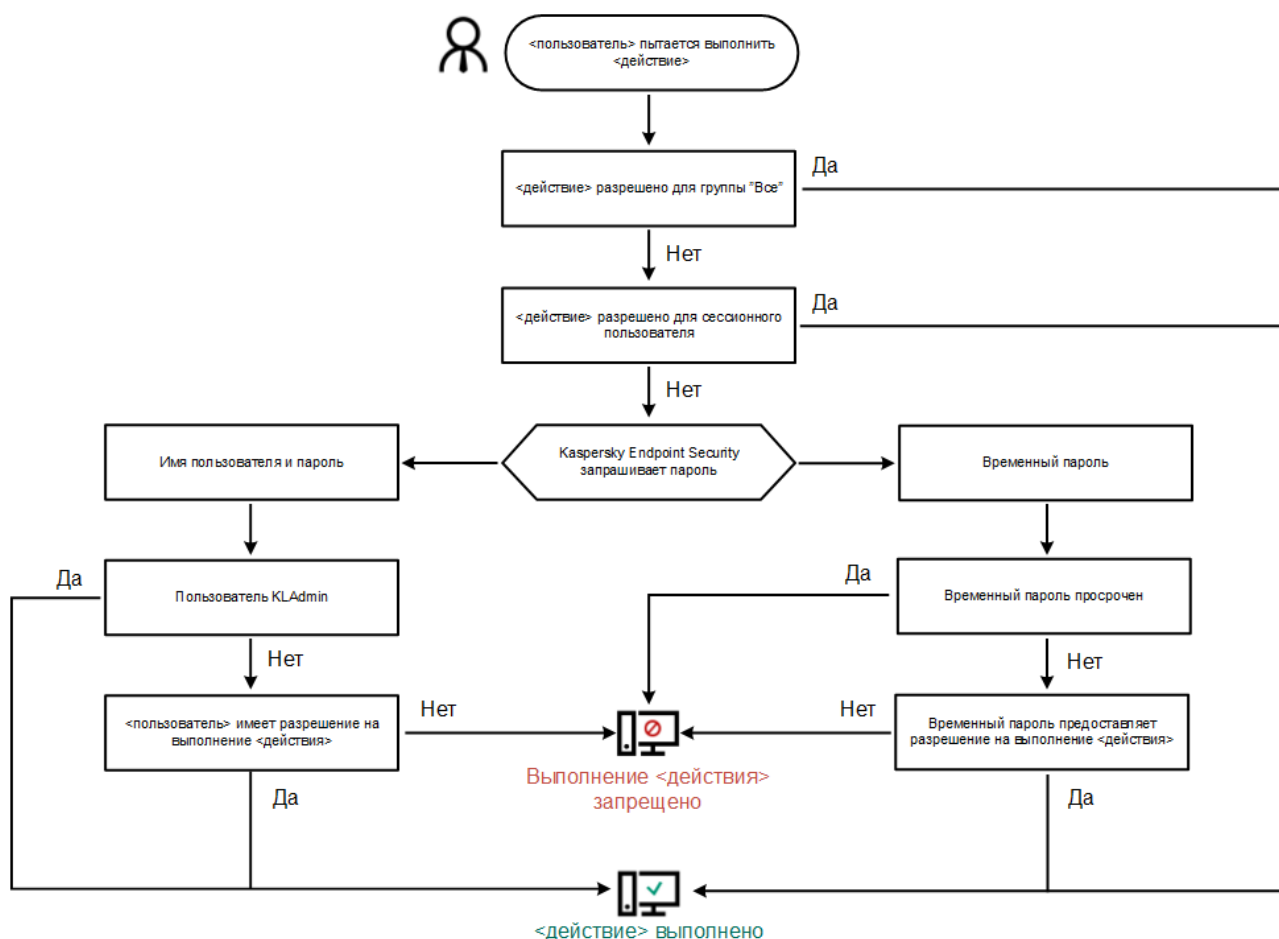 <пользователь> пытается выполнить
<действие>
<действие> разрешено для группы "Все"
Да
Нет
<действие> разрешено для сессионного
пользователя
Да
Нет
Имя пользователя и пароль
Kaspersky Endpoint Security
запрашивает пароль
Временный пароль
Да
Пользователь KLAdmin
Да
Временный пароль просрочен
Нет
Нет
<пользователь> имеет разрешение на
выполнение <действия>
Нет
Нет
Временный пароль предоставляет
разрешение на выполнение <действия>
Выполнение <действия>
запрещено
Да
Да
<действие> выполнено